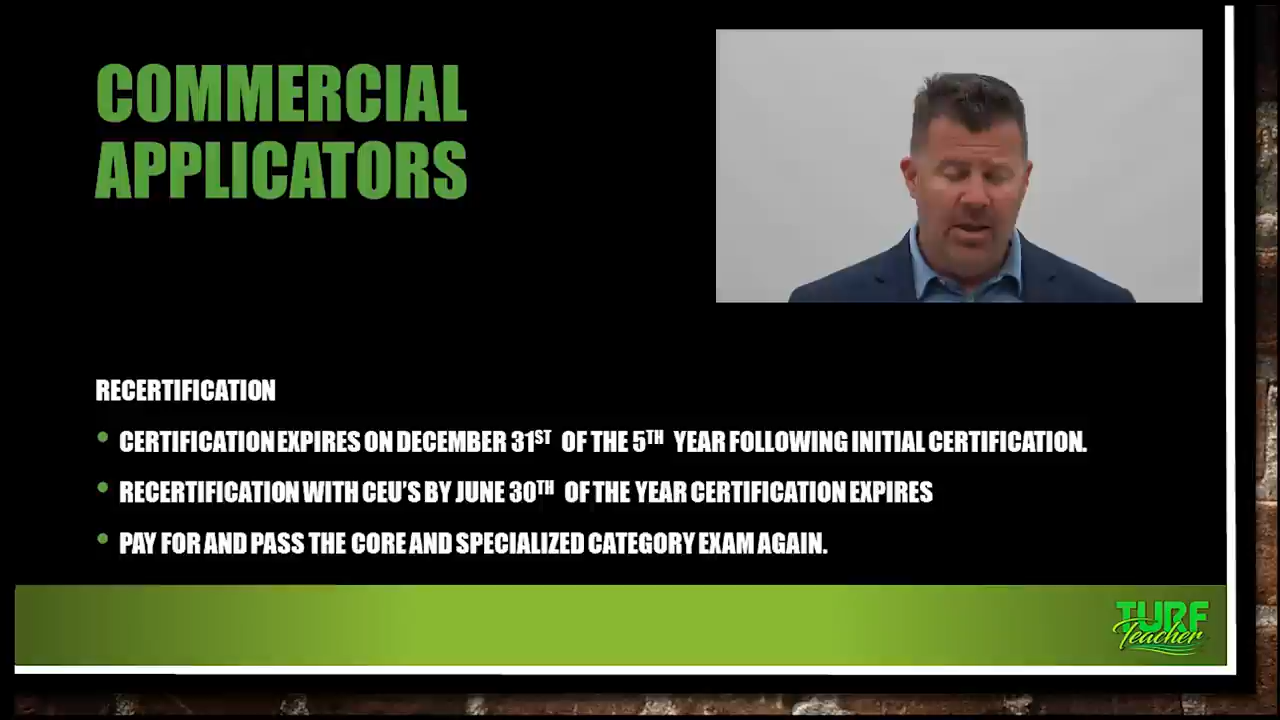 COMMERCIAL
APPLICATORS
RECERTIFICATION
• CERTIFICATION EXPIRES ON DECEMBER 31ST OF THE 5TH YEAR FOLLOWING INITIAL CERTIFICATION.
• RECERTIFICATION WITH CEU'S BY JUNE 30TH OF THE YEAR CERTIFICATION EXPIRES
• PAY FOR AND PASS THE CORE AND SPECIALIZED CATEGORY EXAM AGAIN.
TURF
Teacher